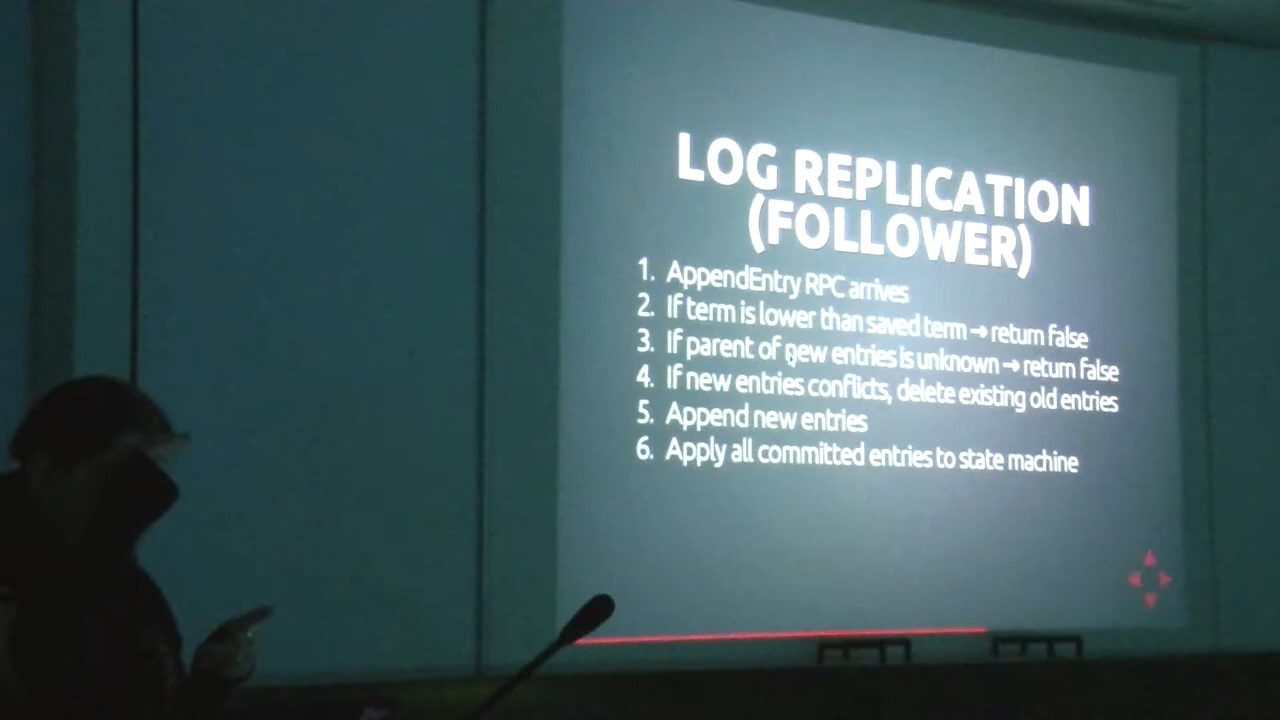 LOG REPLICATION
(FOLLOWER)
1. AppendEntry RPC arrives
2. If term is lower than saved term → return false
3. If parent of new entries is unknown → return false
4. If new entries conflicts, delete existing old entries
5. Append new entries
6. Apply all committed entries to state machine